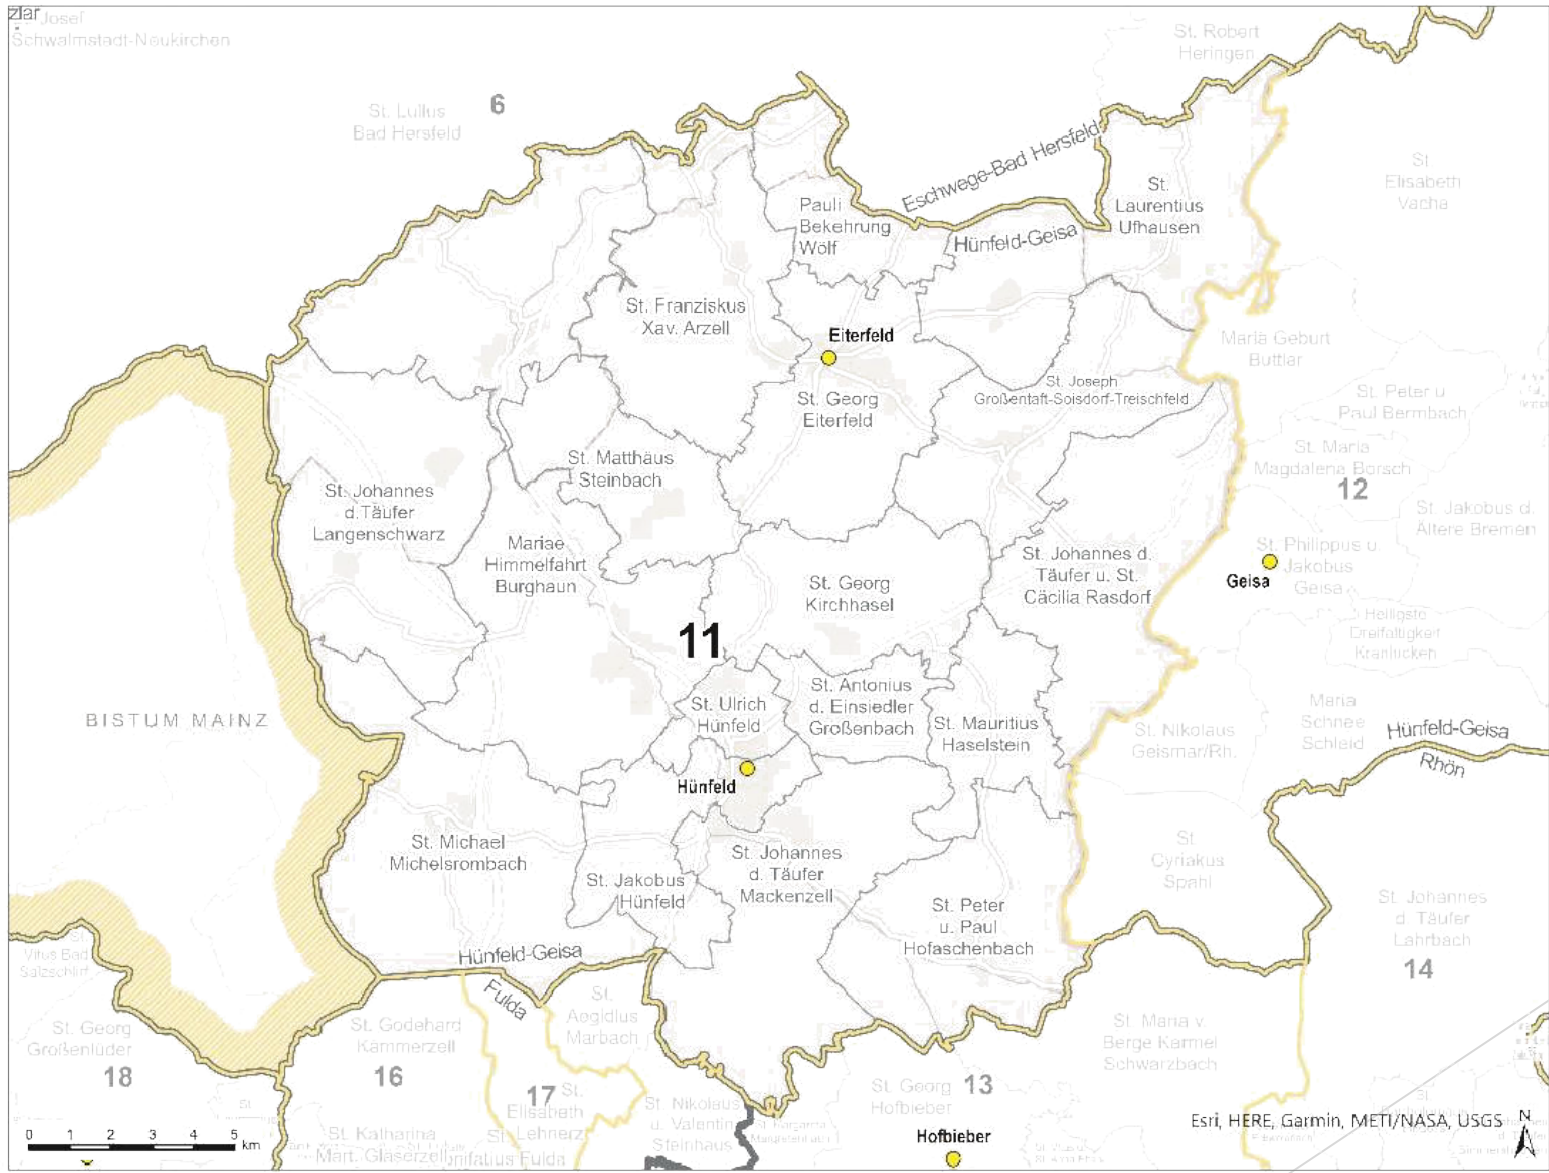 zlar
St. Josef
Schwalmstadt-Neukirchen
St. Robert
Heringen
St. Lullus
Bad Hersfeld
6
Eschwege-Bad Hersfeld
Hünfeld-Geisa
St.
Elisabeth
Vacha
St.
Laurentius
Ufhausen
Pauli
Bekehrung
Wölf
St. Franziskus
Xav. Arzell
Eiterfeld
Maria Geburt
Buttlar
St. Joseph
Großentaft-Soisdorf-Treischfeld
St. Peter u
Paul Bermbach
St. Georg
Eiterfeld
St. Maria
Magdalena Borsch
12
St. Matthäus
Steinbach
St. Johannes
d.Täufer
Langenschwarz
St. Jakobus d.
Ältere Bremen
Mariae
Himmelfahrt
Burghaun
St. Johannes d.
Täufer u. St.
Cäcilia Rasdorf
St. Philippus u.
Jakobus
Geisa
Geisa
St. Georg
Kirchhasel
Heiligste
Dreifaltigkeit
Kranlucken
11
BISTUM MAINZ
St. Ulrich
Hünfeld
St. Antonius
d. Einsiedler
Großenbach
St. Mauritius
Haselstein
St. Nikolaus
Geismar/Rh.
Maria
Schnee
Schleid
Hünfeld-Geisa
Rhön
Hünfeld
St. Michael
Michelsrombach
St. Johannes
d. Täufer
Mackenzell
St.
Cyriakus
Spahl
St. Jakobus
Hünfeld
St. Peter
u. Paul
Hofaschenbach
St. Johannes
d. Täufer
Lahrbach
14
St.
Vitus Bad
Salzschlirf
Hünfeld-Geisa
Fulda
St.
Aegidius
Marbach
St. Georg
Großenlüder
18
St. Godehard
Kämmerzell
16
St. Maria v.
Berge Karmel
Schwarzbach
17
St.
Elisabeth
Lehnerz
St. Georg
Hofbieber
13
St. Nikolaus
u. Valentin
Steinhaus
St. Katharina
Märt. Gläserzell
Hofbieber
0 1 2 3 4 5
km
Esri, HERE, Garmin, METI/NASA, USGS
N